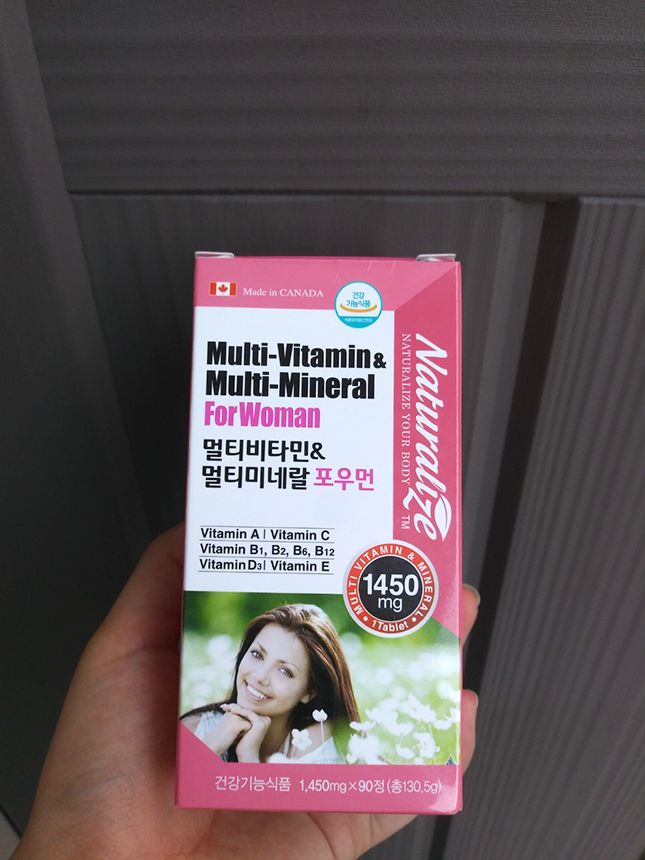 Made in CANADA
건강
기능식품
Multi-Vitamin &
Multi-Mineral
For Woman
멀티비타민&
멀티미네랄 포우먼
Naturalize™
NATURALIZE YOUR BODY
Vitamin A | Vitamin C
Vitamin B1, B2, B6, B12
Vitamin D3 | Vitamin E
MULTI VITAMIN & MINERAL
1450
mg
• 1Tablet •
건강기능식품 1,450mg×90정 (총130.5g)